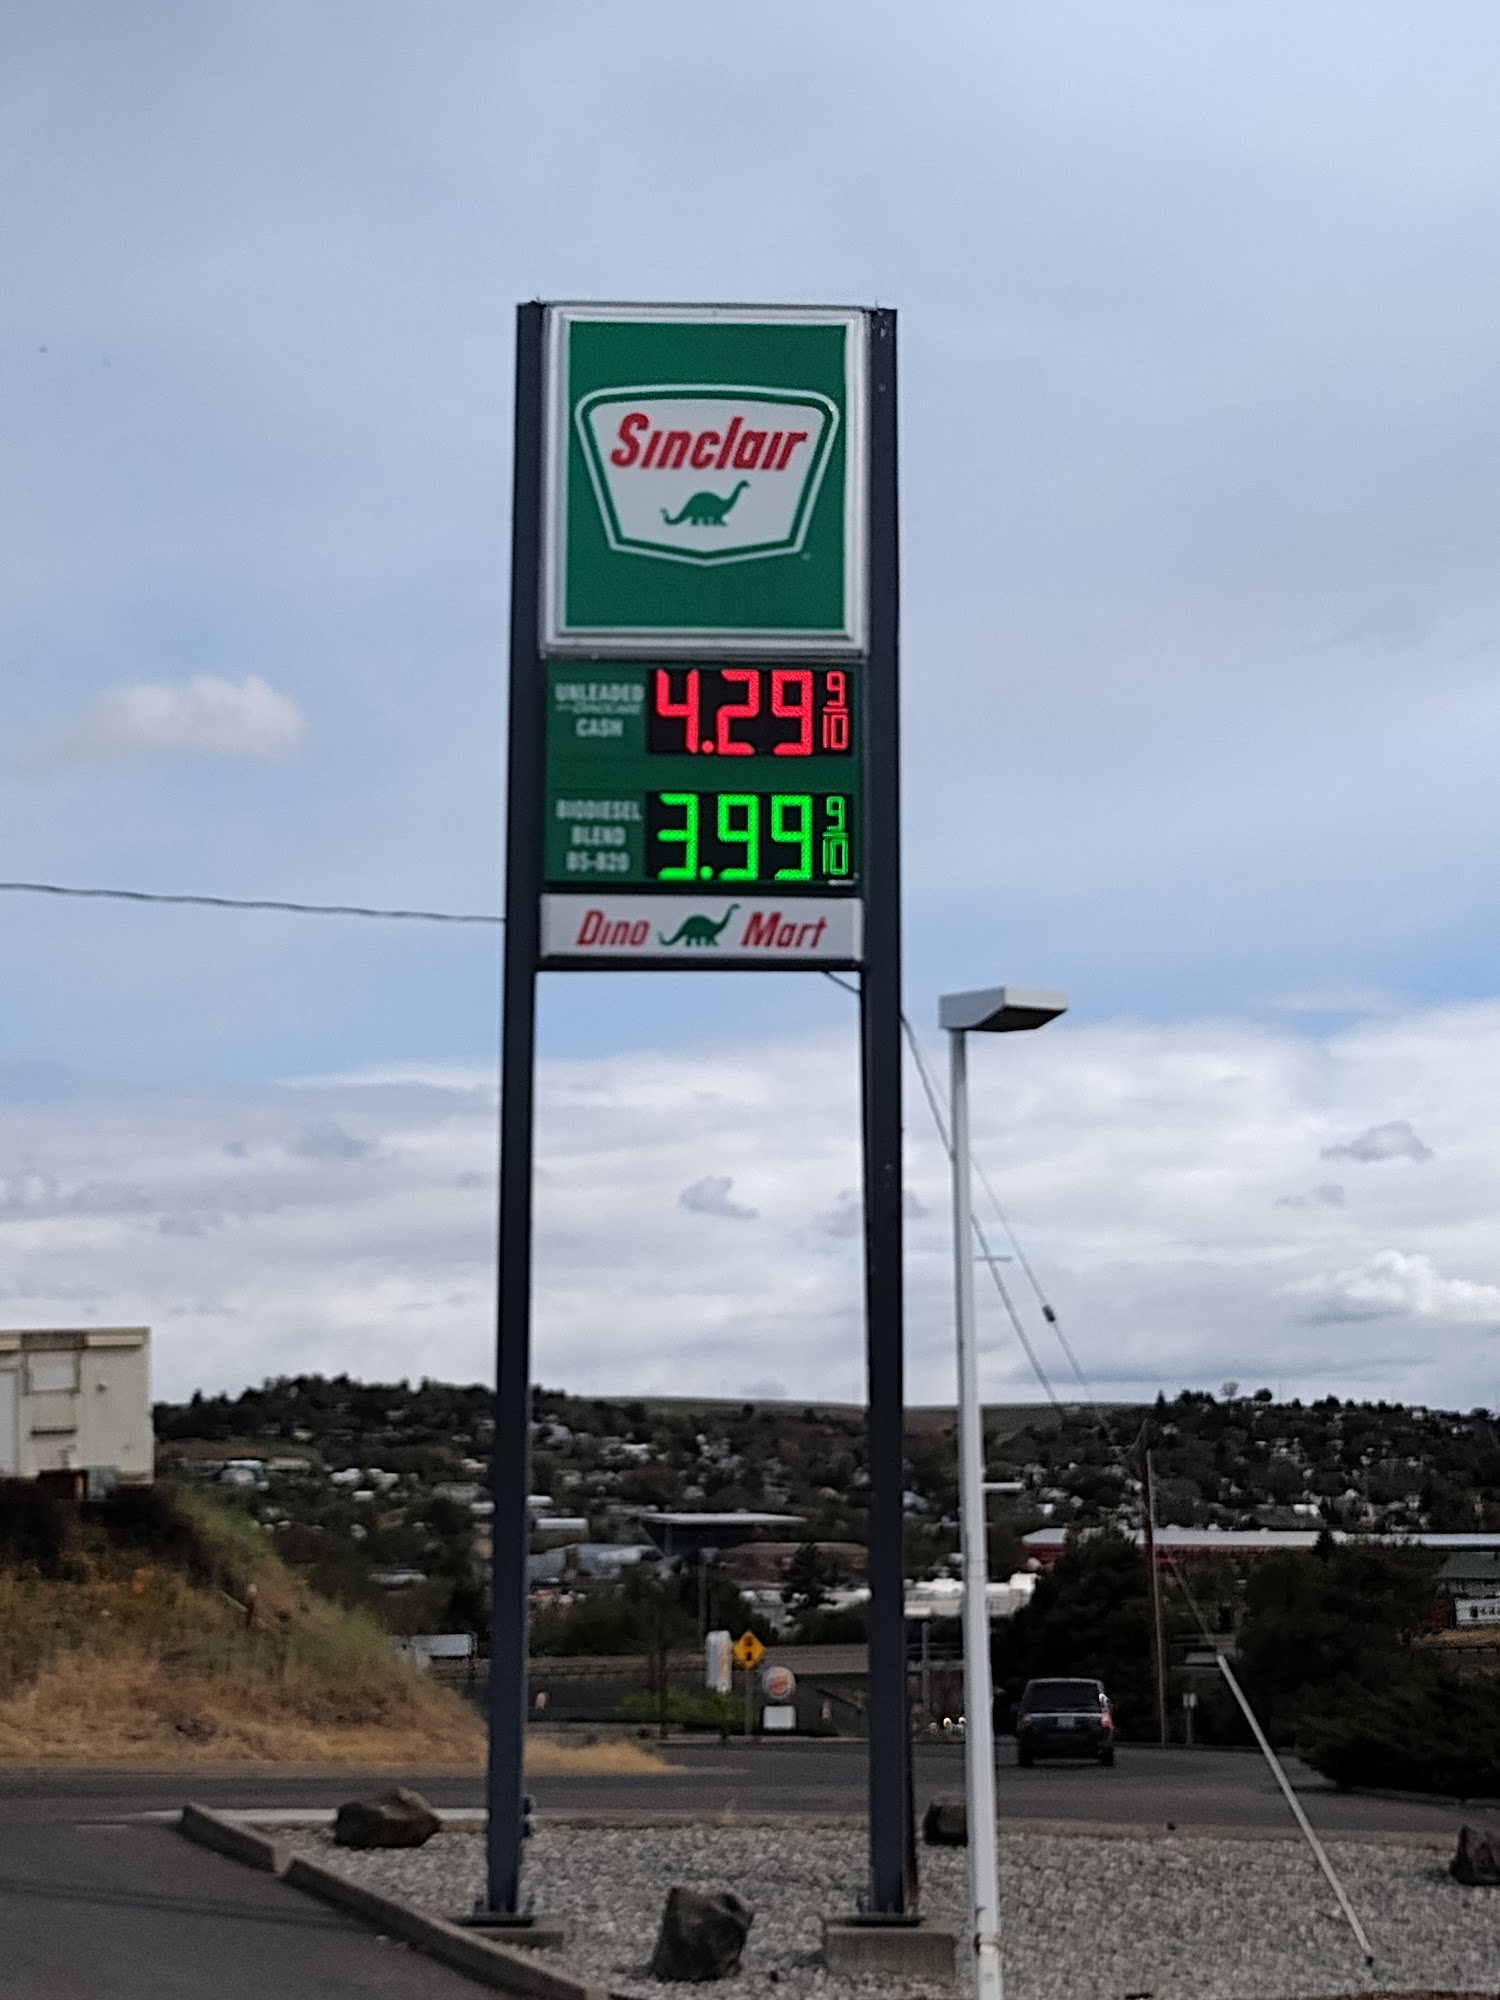 Sinclair
UNLEADED
CASH
4.29 9/10
BIODIESEL
BLEND
B5-B20
3.99 9/10
Dino Mart